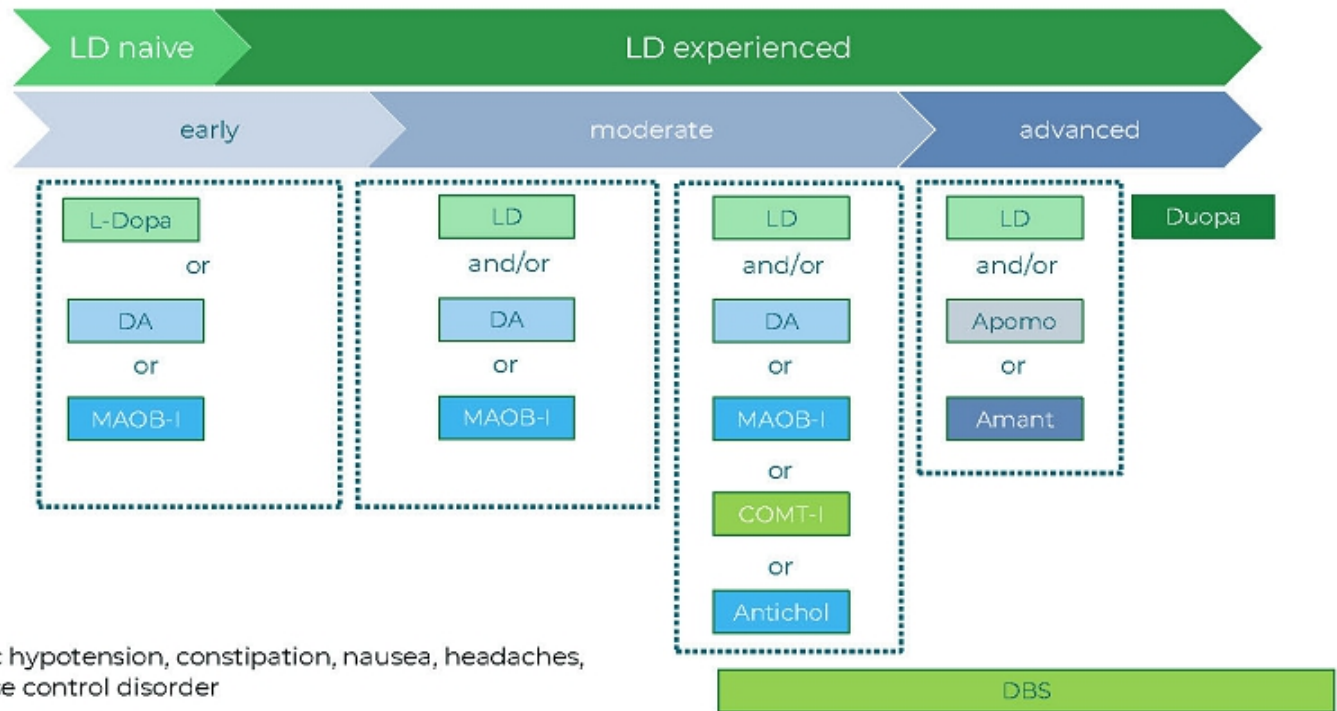 LD naive
LD experienced
early
moderate
advanced
L-Dopa
or
DA
or
MAOB-I
LD
and/or
DA
or
MAOB-I
LD
and/or
DA
or
MAOB-I
or
COMT-I
or
Antichol
LD
and/or
Apomo
or
Amant
Duopa
hypotension, constipation, nausea, headaches,
control disorder
DBS